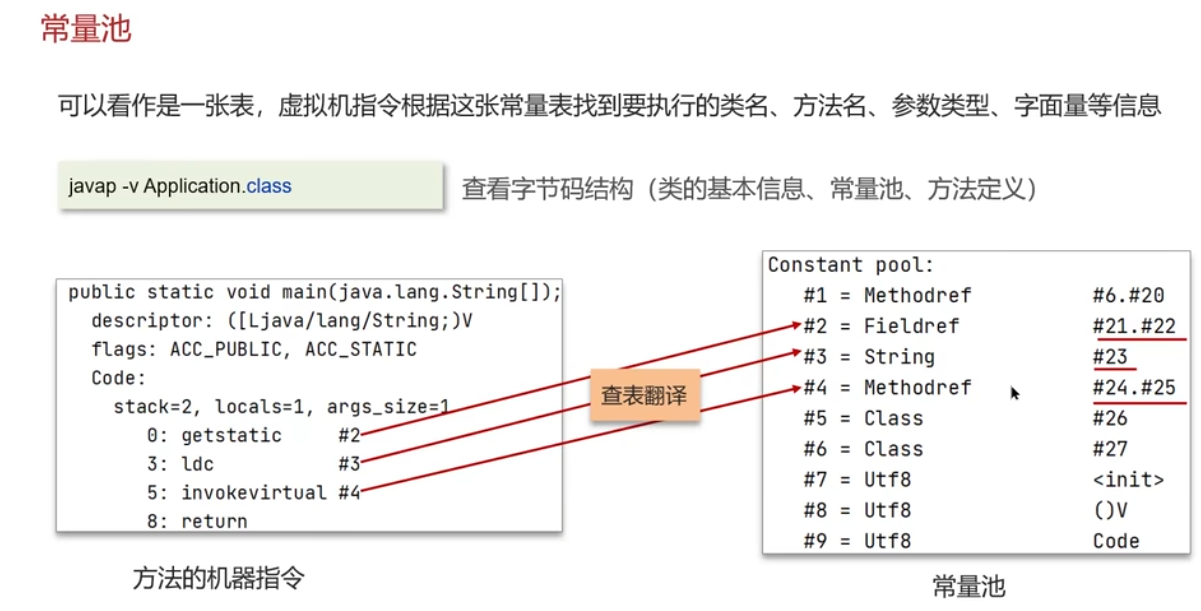 常量池
可以看作是一张表，虚拟机指令根据这张常量表找到要执行的类名、方法名、参数类型、字面量等信息
javap -v Application.class
查看字节码结构（类的基本信息、常量池、方法定义）
public static void main(java.lang.String[]);
descriptor: ([Ljava/lang/String;)V
flags: ACC_PUBLIC, ACC_STATIC
Code:
stack=2, locals=1, args_size=1
0: getstatic #2
3: ldc #3
5: invokevirtual #4
8: return
方法的机器指令
查表翻译
Constant pool:
#1 = Methodref #6.#20
#2 = Fieldref #21.#22
#3 = String #23
#4 = Methodref #24.#25
#5 = Class #26
#6 = Class #27
#7 = Utf8 <init>
#8 = Utf8 ()V
#9 = Utf8 Code
常量池